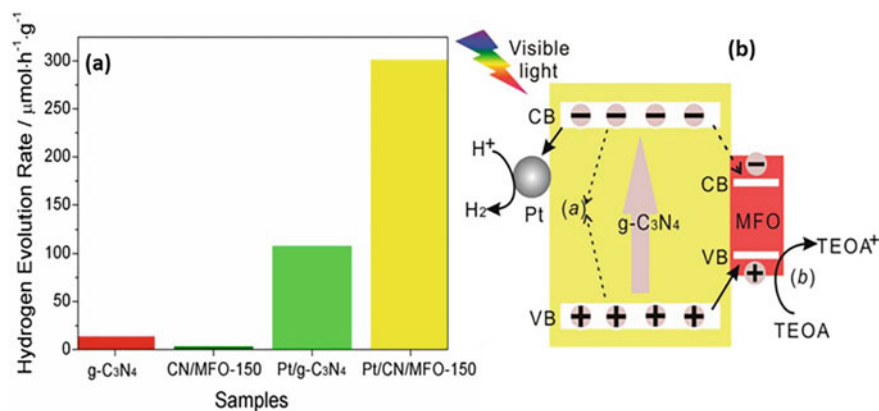 (a)
Hydrogen Evolution Rate / μmol·h⁻¹·g⁻¹
300
250
200
150
100
50
0
g-C₃N₄ CN/MFO-150 Pt/g-C₃N₄ Pt/CN/MFO-150
Samples
(b)
Visible
light
CB
H⁺
H₂
Pt
(a)
g-C₃N₄
CB
MFO
VB
TEOA⁺
(b)
VB
TEOA